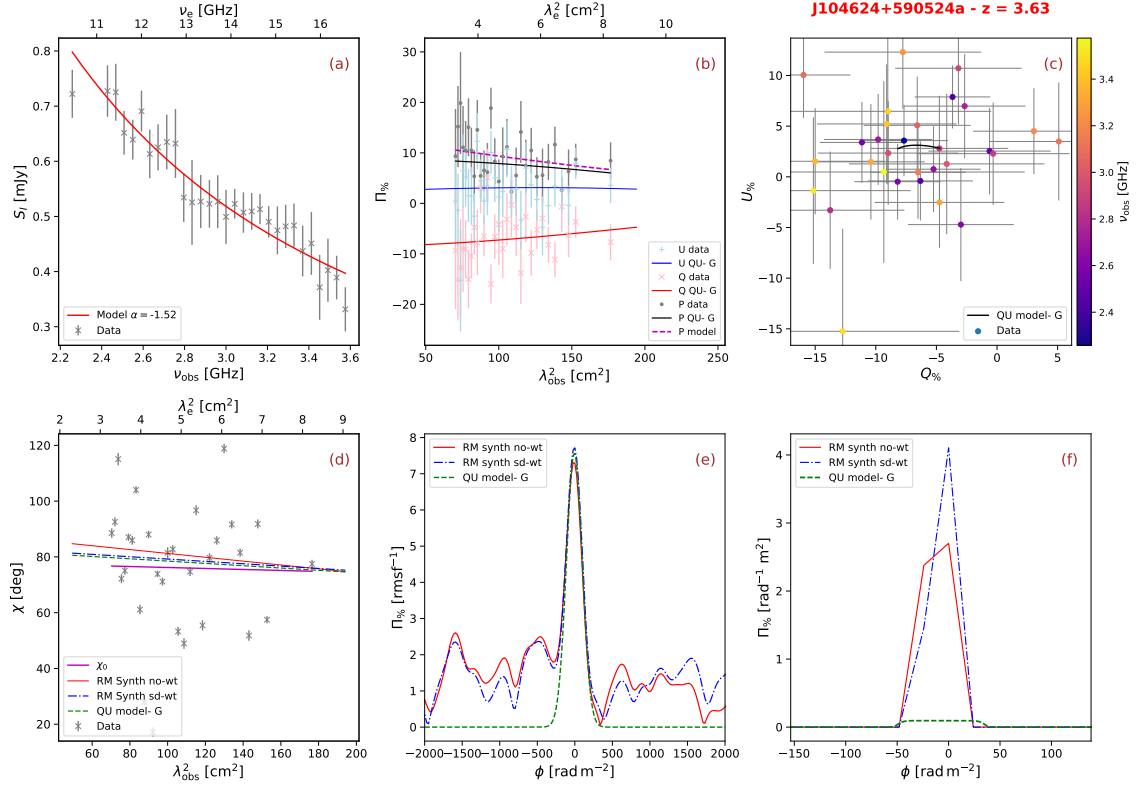 J104624+590524a - z = 3.63
ν_e [GHz]
11 12 13 14 15 16
(a)
S_I [mJy]
0.8
0.7
0.6
0.5
0.4
0.3
Model α = −1.52
Data
2.2 2.4 2.6 2.8 3.0 3.2 3.4 3.6
ν_obs [GHz]
λ_e^2 [cm^2]
4 6 8 10
(b)
Π_%
30
20
10
0
−10
−20
U data
U QU- G
Q data
Q QU- G
P data
P QU- G
P model
50 100 150 200 250
λ_obs^2 [cm^2]
(c)
U_%
10
5
0
−5
−10
−15
QU model- G
Data
−15 −10 −5 0 5
Q_%
3.4
3.2
3.0
2.8
2.6
2.4
ν_obs [GHz]
λ_e^2 [cm^2]
2 3 4 5 6 7 8 9
(d)
χ [deg]
120
100
80
60
40
20
χ_0
RM Synth no-wt
RM Synth sd-wt
QU model- G
Data
60 80 100 120 140 160 180 200
λ_obs^2 [cm^2]
RM synth no-wt
RM synth sd-wt
QU model- G
(e)
Π_% [rmsf^−1]
8
7
6
5
4
3
2
1
0
−2000 −1500 −1000 −500 0 500 1000 1500 2000
ϕ [rad m^−2]
RM synth no-wt
RM synth sd-wt
QU model- G
(f)
Π_% [rad^−1 m^2]
4
3
2
1
0
−150 −100 −50 0 50 100
ϕ [rad m^−2]